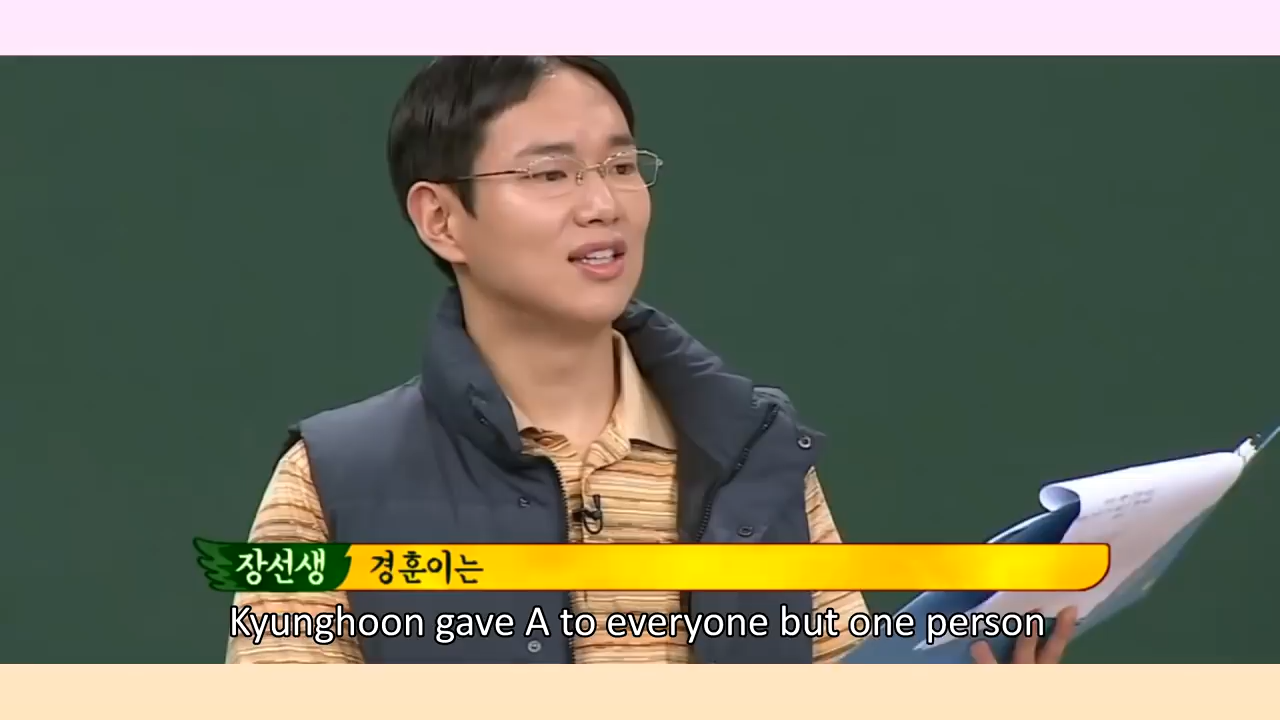 장선생 경훈이는
Kyunghoon gave A to everyone but one person